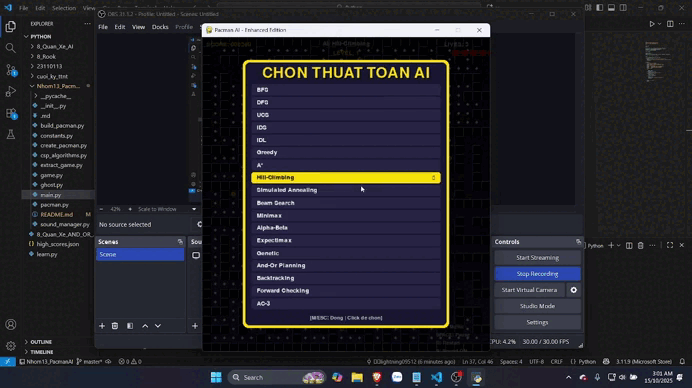 File Edit Selection View
OBS 31.1.2 - Profile: Untitled - Scenes: Untitled
File Edit View Docks Profile
Pacman AI - Enhanced Edition
EXPLORER
PYTHON
8_Quan_Xe_AI
8_Rook
23110113
cuoi_ky_ttnt
Nhom13_Pacm
__pycache__
__init__.py
.md
build_pacman.py
constants.py
create_pacman.py
csp_algorithms.py
extract_game.py
game.py
ghost.py
main.py
pacman.py
README.md
sound_manager.py
8_Quan_Xe_AND_OR_
high_scores.json
learn.py
OUTLINE
TIMELINE
CHON THUAT TOAN AI
BFS
DFS
UCS
IDS
IDL
Greedy
A*
Hill-Climbing
Simulated Annealing
Beam Search
Minimax
Alpha-Beta
Expectimax
Genetic
And-Or Planning
Backtracking
Forward Checking
AC-3
42%
Scale to Window
No source selected
Scenes
Sou
Scene
Controls
Start Streaming
Stop Recording
Start Virtual Camera
Studio Mode
Settings
CPU: 4.2% 30.00 / 30.00 FPS
Python
Nhom13_PacmanAI
master*
(6 minutes ago) Ln 37, Col 46 Spaces: 4 UTF-8 CRLF Python 3.11.9 (Microsoft Store)
Search
3:01 AM
15/10/2025